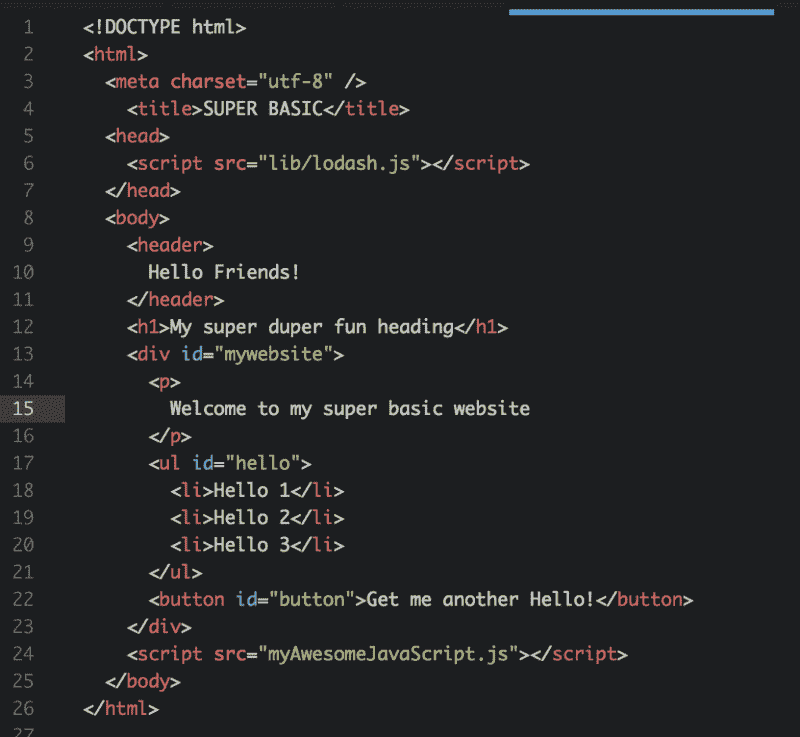 1 <!DOCTYPE html>
2 <html>
3 <meta charset="utf-8" />
4 <title>SUPER BASIC</title>
5 <head>
6 <script src="lib/lodash.js"></script>
7 </head>
8 <body>
9 <header>
10 Hello Friends!
11 </header>
12 <h1>My super duper fun heading</h1>
13 <div id="mywebsite">
14 <p>
15 Welcome to my super basic website
16 </p>
17 <ul id="hello">
18 <li>Hello 1</li>
19 <li>Hello 2</li>
20 <li>Hello 3</li>
21 </ul>
22 <button id="button">Get me another Hello!</button>
23 </div>
24 <script src="myAwesomeJavaScript.js"></script>
25 </body>
26 </html>
27